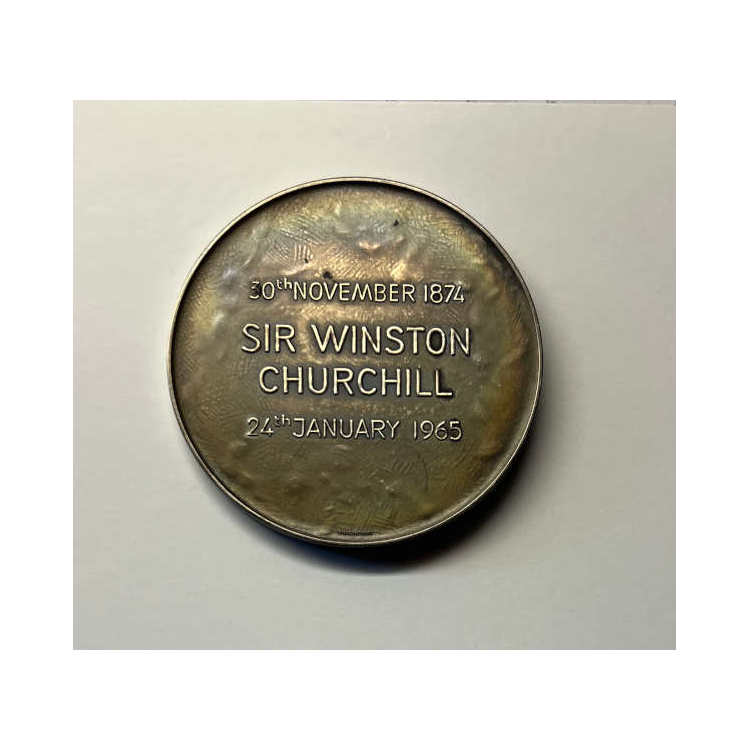 30th NOVEMBER 1874
SIR WINSTON
CHURCHILL
24th JANUARY 1965